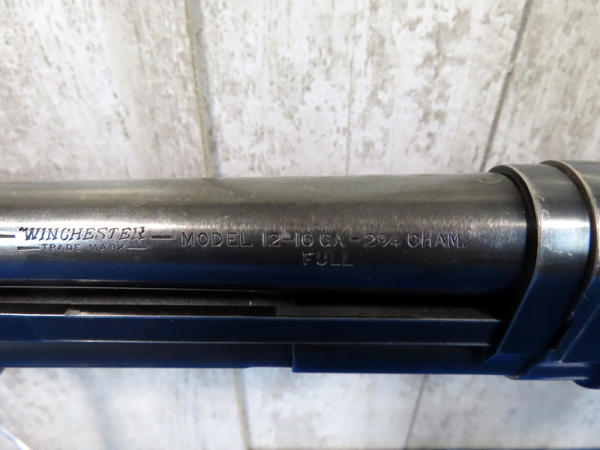 WINCHESTER
TRADE MARK
MODEL 12-16 GA-2¾ CHAM.
FULL